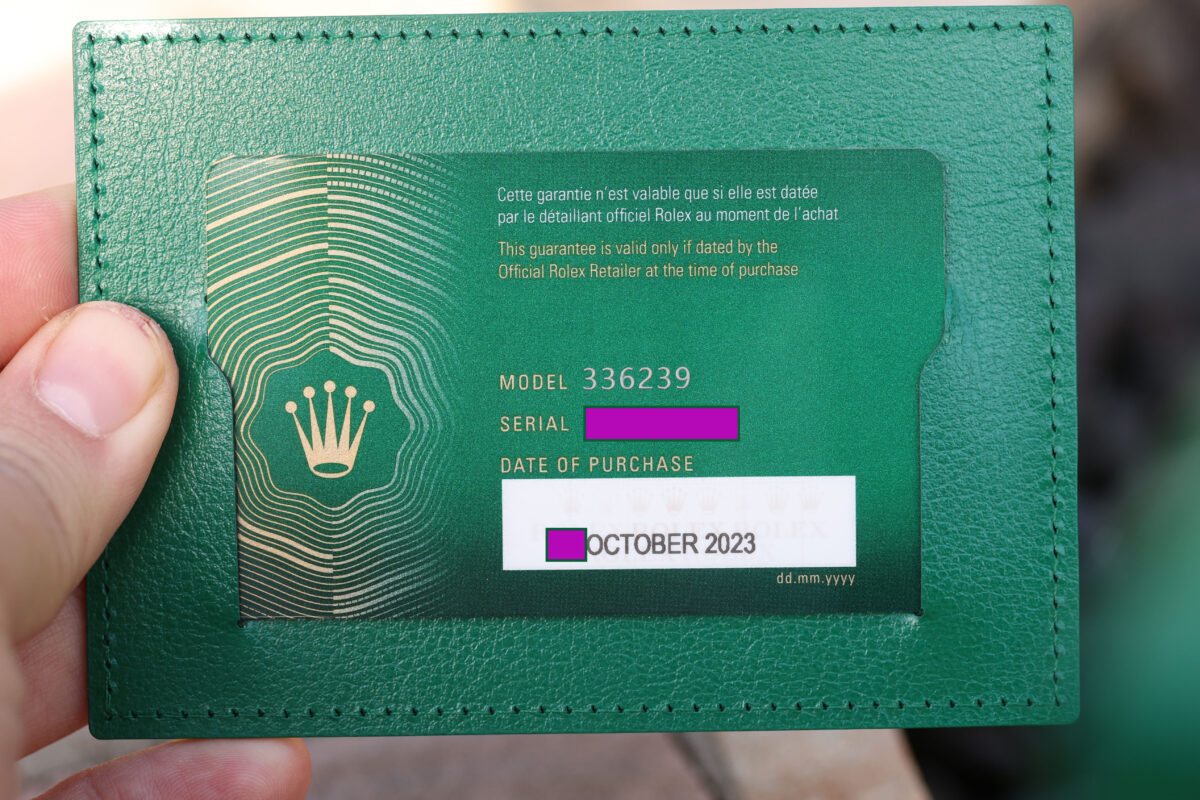 Cette garantie n'est valable que si elle est datée
par le détaillant officiel Rolex au moment de l'achat
This guarantee is valid only if dated by the
Official Rolex Retailer at the time of purchase
MODEL 336239
SERIAL
DATE OF PURCHASE
ROLEX ROLEX
OCTOBER 2023
dd.mm.yyyy